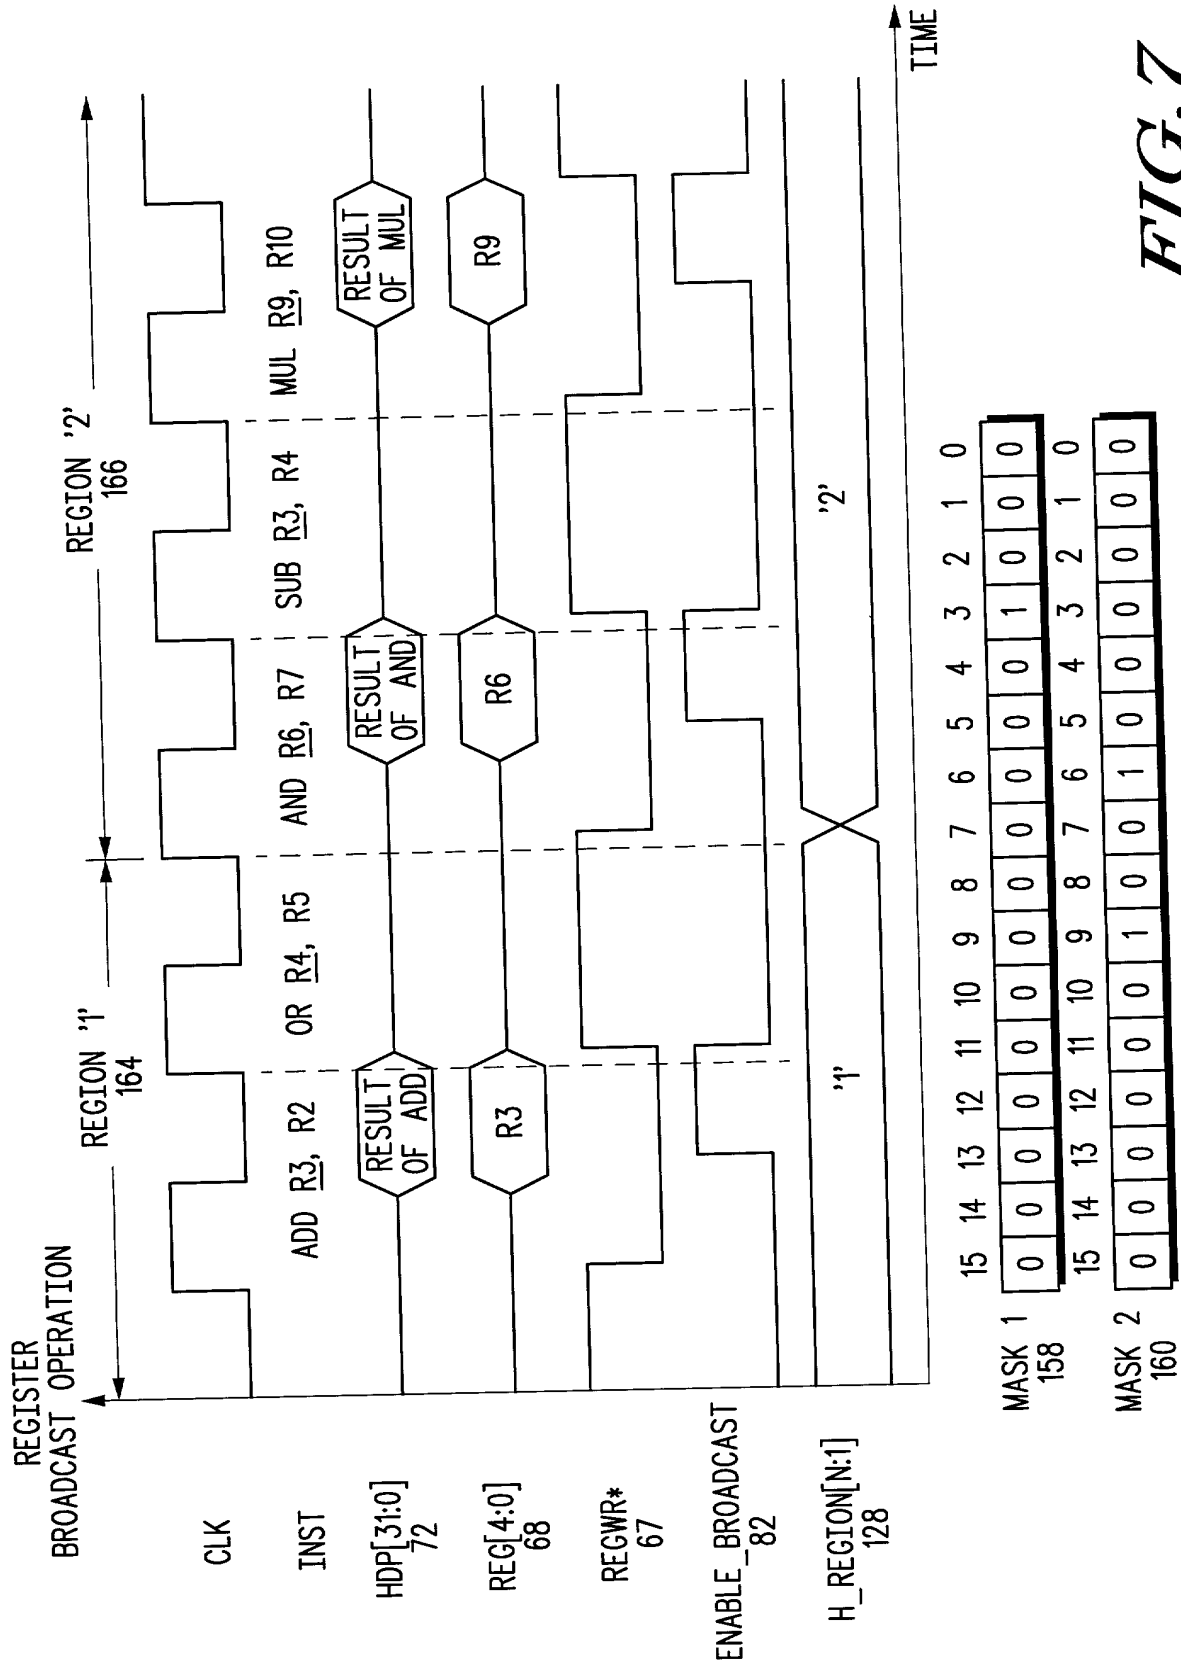 REGISTER
BROADCAST OPERATION
REGION '1'
164
REGION '2'
166
CLK
INST
ADD R3, R2
OR R4, R5
AND R6, R7
SUB R3, R4
MUL R9, R10
HDP[31:0]
72
RESULT
OF ADD
RESULT
OF AND
RESULT
OF MUL
REG[4:0]
68
R3
R6
R9
REGWR*
67
ENABLE_BROADCAST
82
H_REGION[N:1]
128
'1'
'2'
TIME
15 14 13 12 11 10 9 8 7 6 5 4 3 2 1 0
MASK 1
158
0 0 0 0 0 0 0 0 0 0 0 0 1 0 0 0
15 14 13 12 11 10 9 8 7 6 5 4 3 2 1 0
MASK 2
160
0 0 0 0 0 0 1 0 0 1 0 0 0 0 0 0
FIG. 7